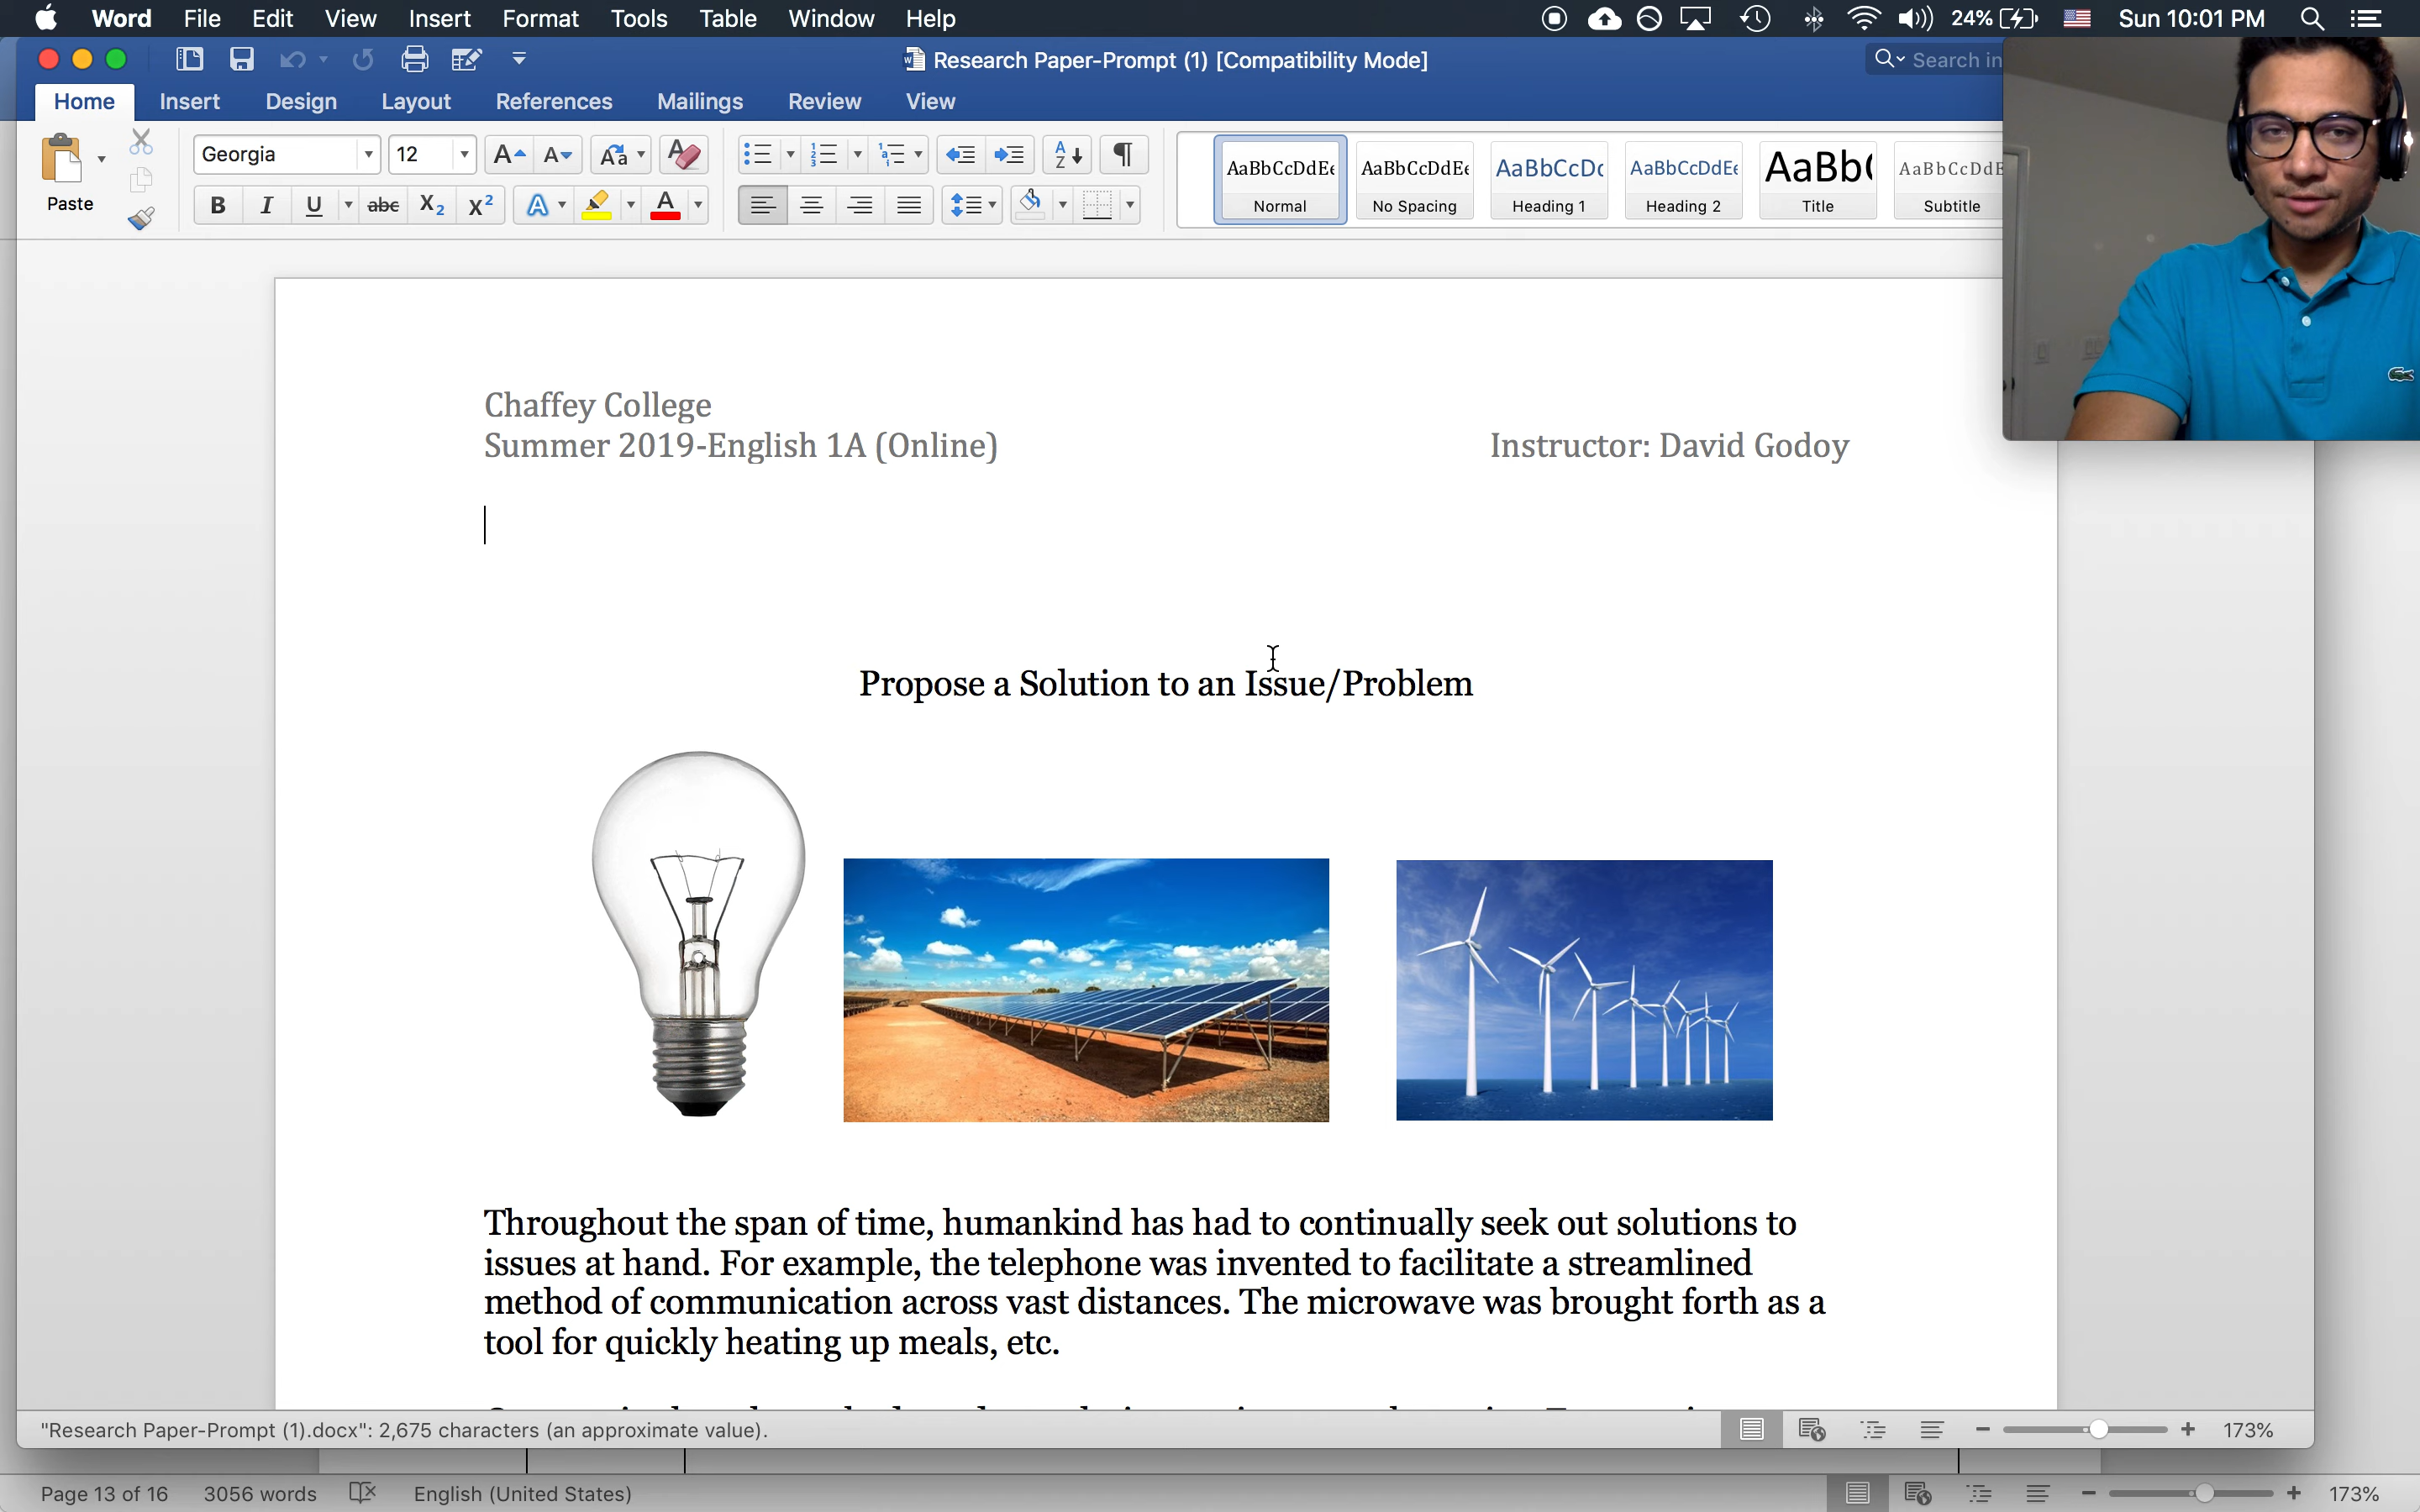 Word File Edit View Insert Format Tools Table Window Help 24% Sun 10:01 PM
Research Paper-Prompt (1) [Compatibility Mode] Search in
Home Insert Design Layout References Mailings Review View
Paste Georgia 12
B I U abc X2 X2 A A
AaBbCcDdEe AaBbCcDdEe AaBbCcDc AaBbCcDdEe AaBb( AaBbCcDdE
Normal No Spacing Heading 1 Heading 2 Title Subtitle
Chaffey College
Summer 2019-English 1A (Online) Instructor: David Godoy
Propose a Solution to an Issue/Problem
Throughout the span of time, humankind has had to continually seek out solutions to
issues at hand. For example, the telephone was invented to facilitate a streamlined
method of communication across vast distances. The microwave was brought forth as a
tool for quickly heating up meals, etc.
"Research Paper-Prompt (1).docx": 2,675 characters (an approximate value). 173%
Page 13 of 16 3056 words English (United States) 173%